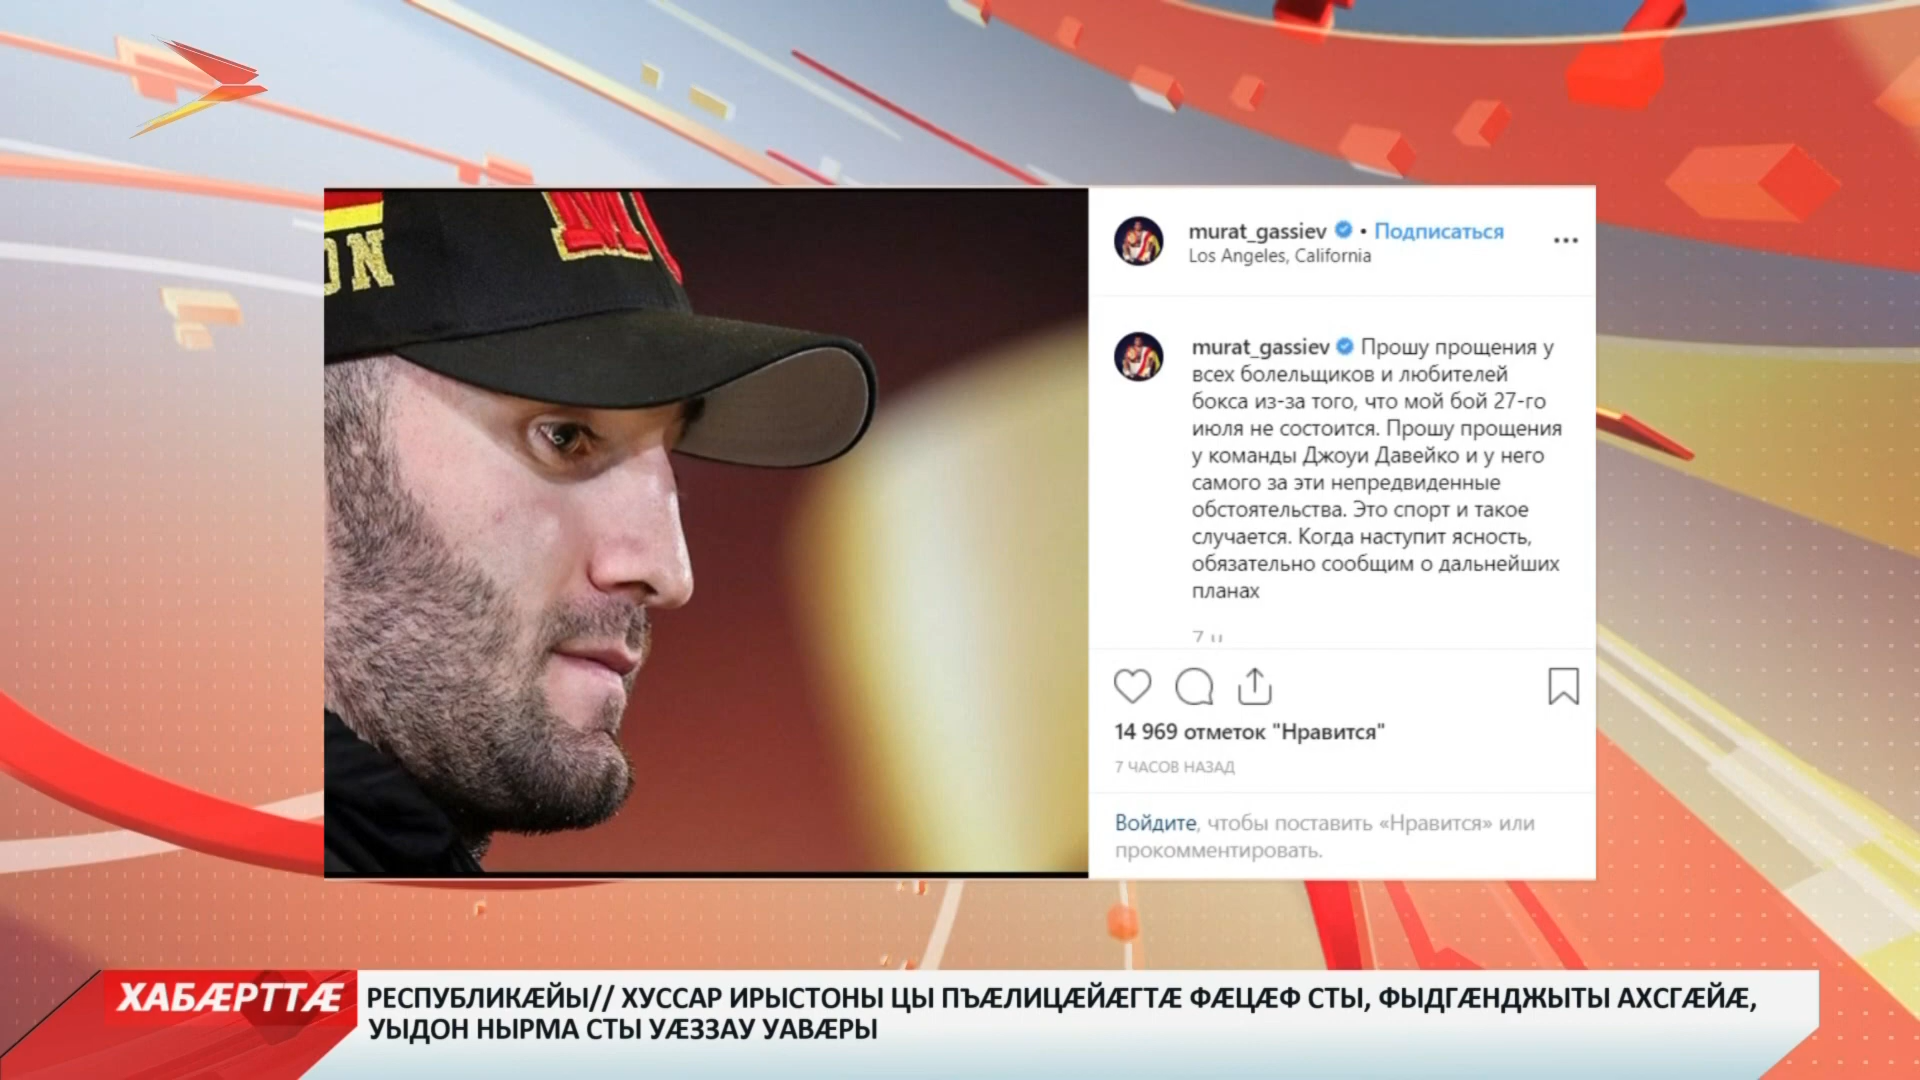 ON
M
murat_gassiev • Подписаться
Los Angeles, California
murat_gassiev Прошу прощения у
всех болельщиков и любителей
бокса из-за того, что мой бой 27-го
июля не состоится. Прошу прощения
у команды Джоуи Давейко и у него
самого за эти непредвиденные
обстоятельства. Это спорт и такое
случается. Когда наступит ясность,
обязательно сообщим о дальнейших
планах
7 ч
14 969 отметок "Нравится"
7 ЧАСОВ НАЗАД
Войдите, чтобы поставить «Нравится» или
прокомментировать.
ХАБÆРТТÆ
РЕСПУБЛИКÆЙЫ// ХУССАР ИРЫСТОНЫ ЦЫ ПЪÆЛИЦÆЙÆГТÆ ФÆЦÆФ СТЫ, ФЫДГÆНДЖЫТЫ АХСГÆЙÆ,
УЫДОН НЫРМА СТЫ УÆЗЗАУ УАВÆРЫ